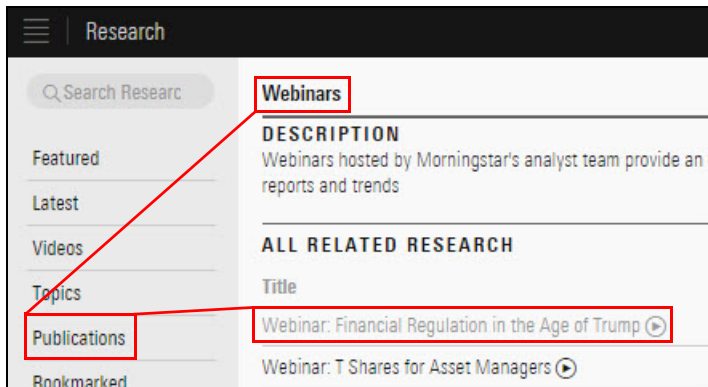 Research
Search Researc
Featured
Latest
Videos
Topics
Publications
Bookmarked
Webinars
DESCRIPTION
Webinars hosted by Morningstar's analyst team provide an
reports and trends
ALL RELATED RESEARCH
Title
Webinar: Financial Regulation in the Age of Trump
Webinar: T Shares for Asset Managers